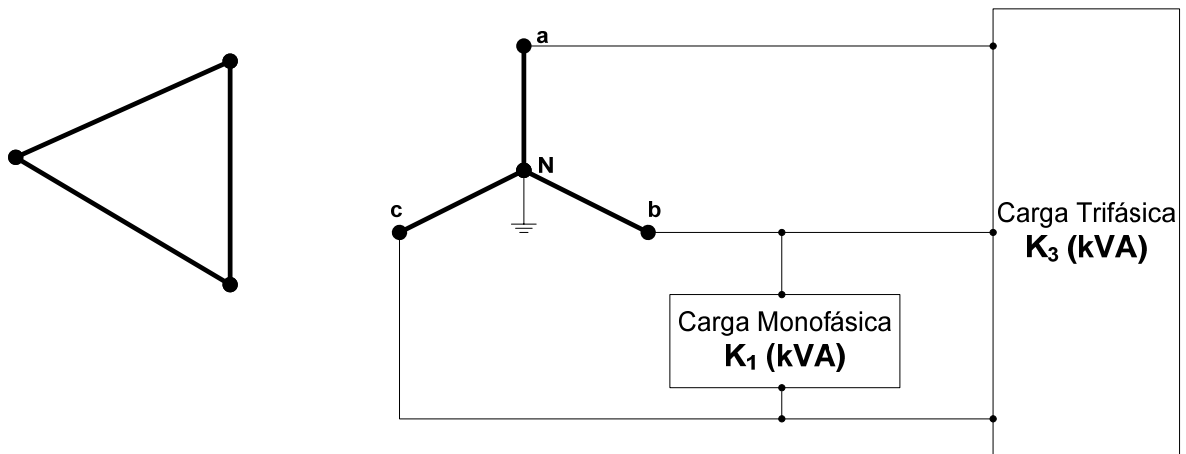 a
N
c
b
Carga Trifásica
K₃ (kVA)
Carga Monofásica
K₁ (kVA)